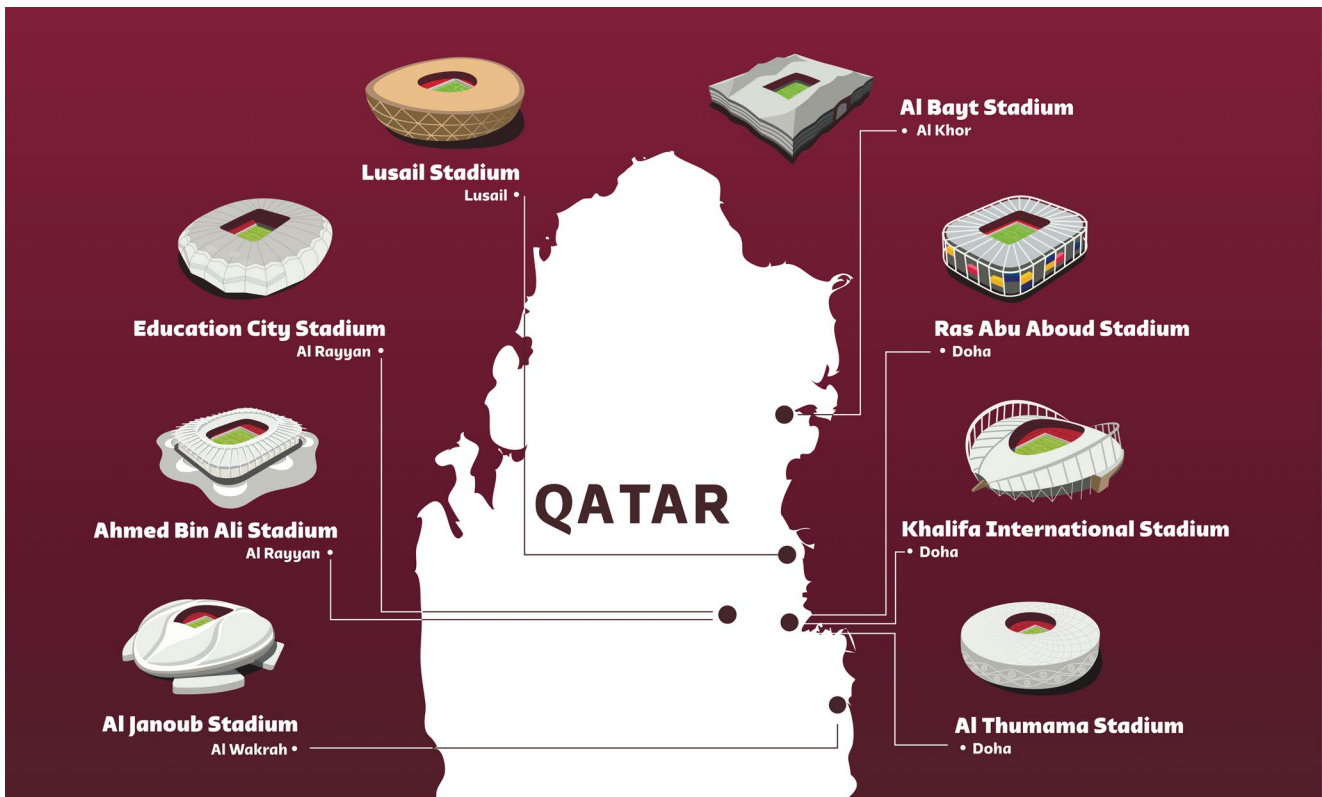 Lusail Stadium
Lusail •
Al Bayt Stadium
• Al Khor
Education City Stadium
Al Rayyan •
Ras Abu Aboud Stadium
• Doha
QATAR
Ahmed Bin Ali Stadium
Al Rayyan •
Khalifa International Stadium
• Doha
Al Janoub Stadium
Al Wakrah •
Al Thumama Stadium
• Doha